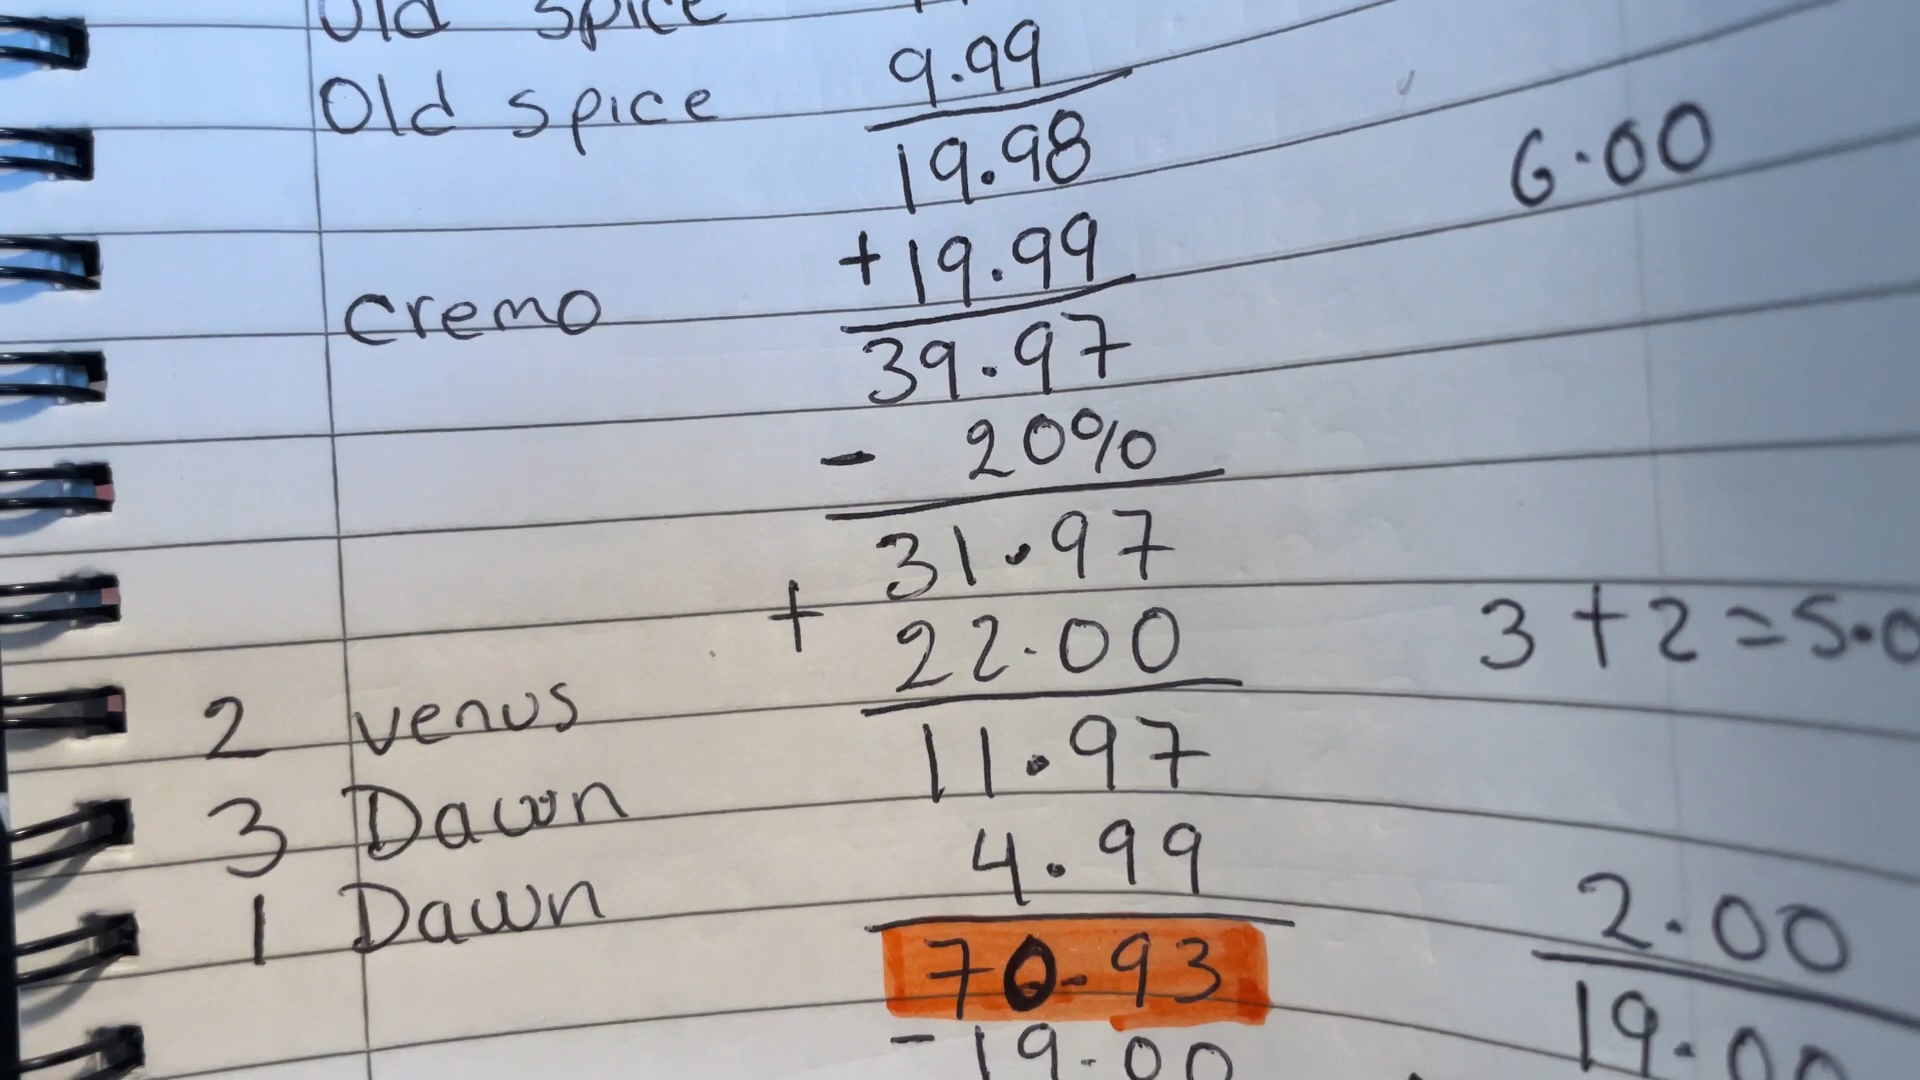 Old spice
Old spice 9.99
19.98
6.00
+19.99
cremo
39.97
- 20%
31.97
+ 22.00
3+2=5.0
2 venus
11.97
3 Dawn
4.99
1 Dawn
2.00
70.93
19.00
-19.00